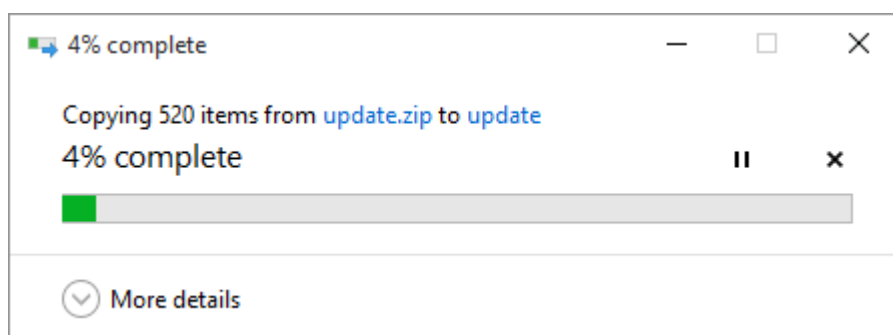 4% complete
Copying 520 items from update.zip to update
4% complete
More details